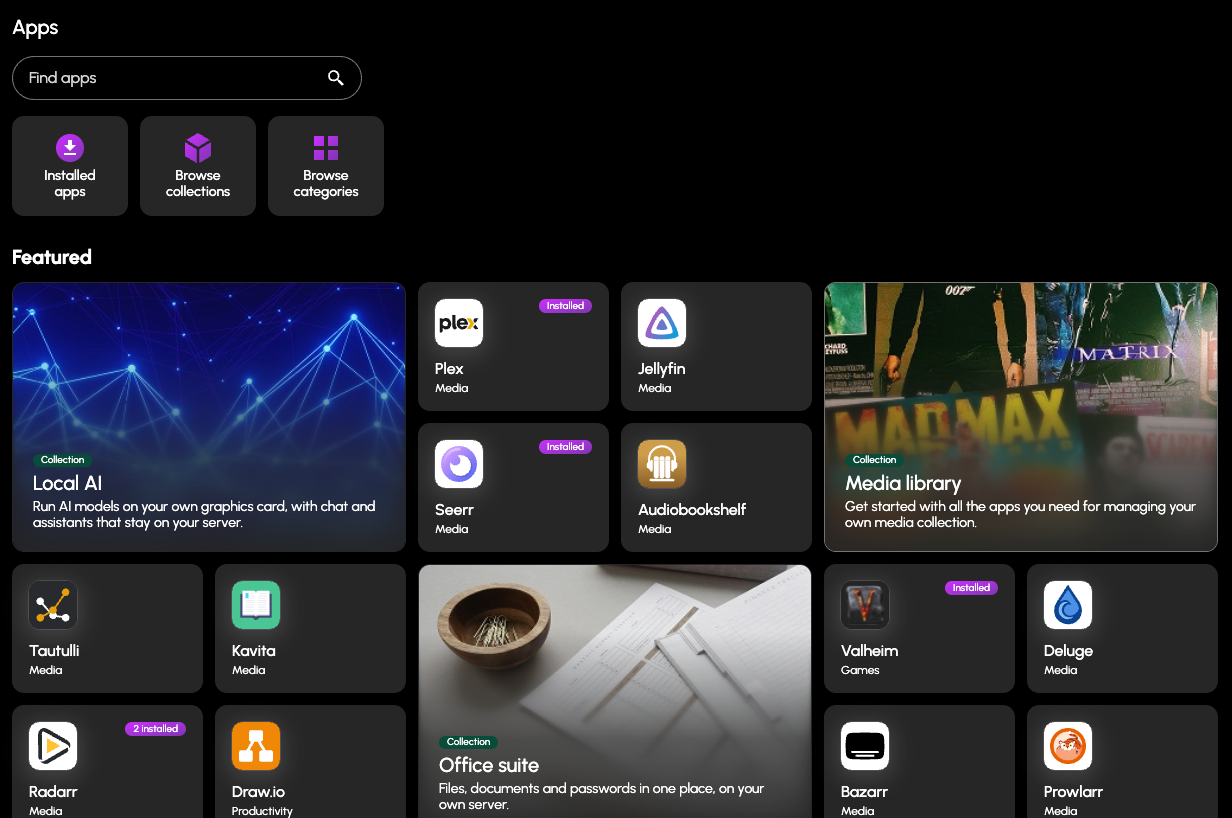 Apps
Find apps
Installed
apps
Browse
collections
Browse
categories
Featured
Collection
Local AI
Run AI models on your own graphics card, with chat and
assistants that stay on your server.
plex
Installed
Plex
Media
Jellyfin
Media
Installed
Seerr
Media
Audiobookshelf
Media
007
MATRIX
MAD MAX
Collection
Media library
Get started with all the apps you need for managing your
own media collection.
Tautulli
Media
Kavita
Media
Collection
Office suite
Files, documents and passwords in one place, on your
own server.
V
Installed
Valheim
Games
Deluge
Media
2 installed
Radarr
Media
Draw.io
Productivity
Bazarr
Media
Prowlarr
Media